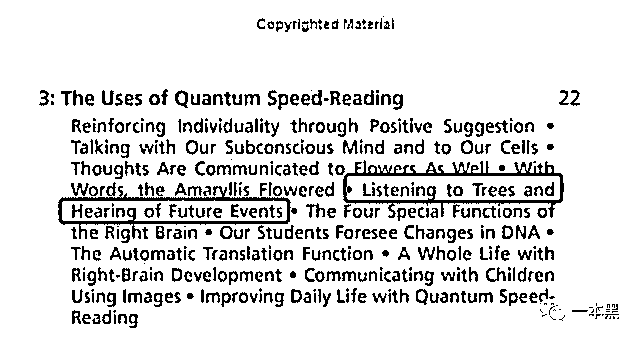 Copyrighted Material
3: The Uses of Quantum Speed-Reading 22
Reinforcing Individuality through Positive Suggestion •
Talking with Our Subconscious Mind and to Our Cells •
Thoughts Are Communicated to Flowers As Well • With
Words, the Amaryllis Flowered • Listening to Trees and
Hearing of Future Events • The Four Special Functions of
the Right Brain • Our Students Foresee Changes in DNA •
The Automatic Translation Function • A Whole Life with
Right-Brain Development • Communicating with Children
Using Images • Improving Daily Life with Quantum Speed-
Reading
一本黑